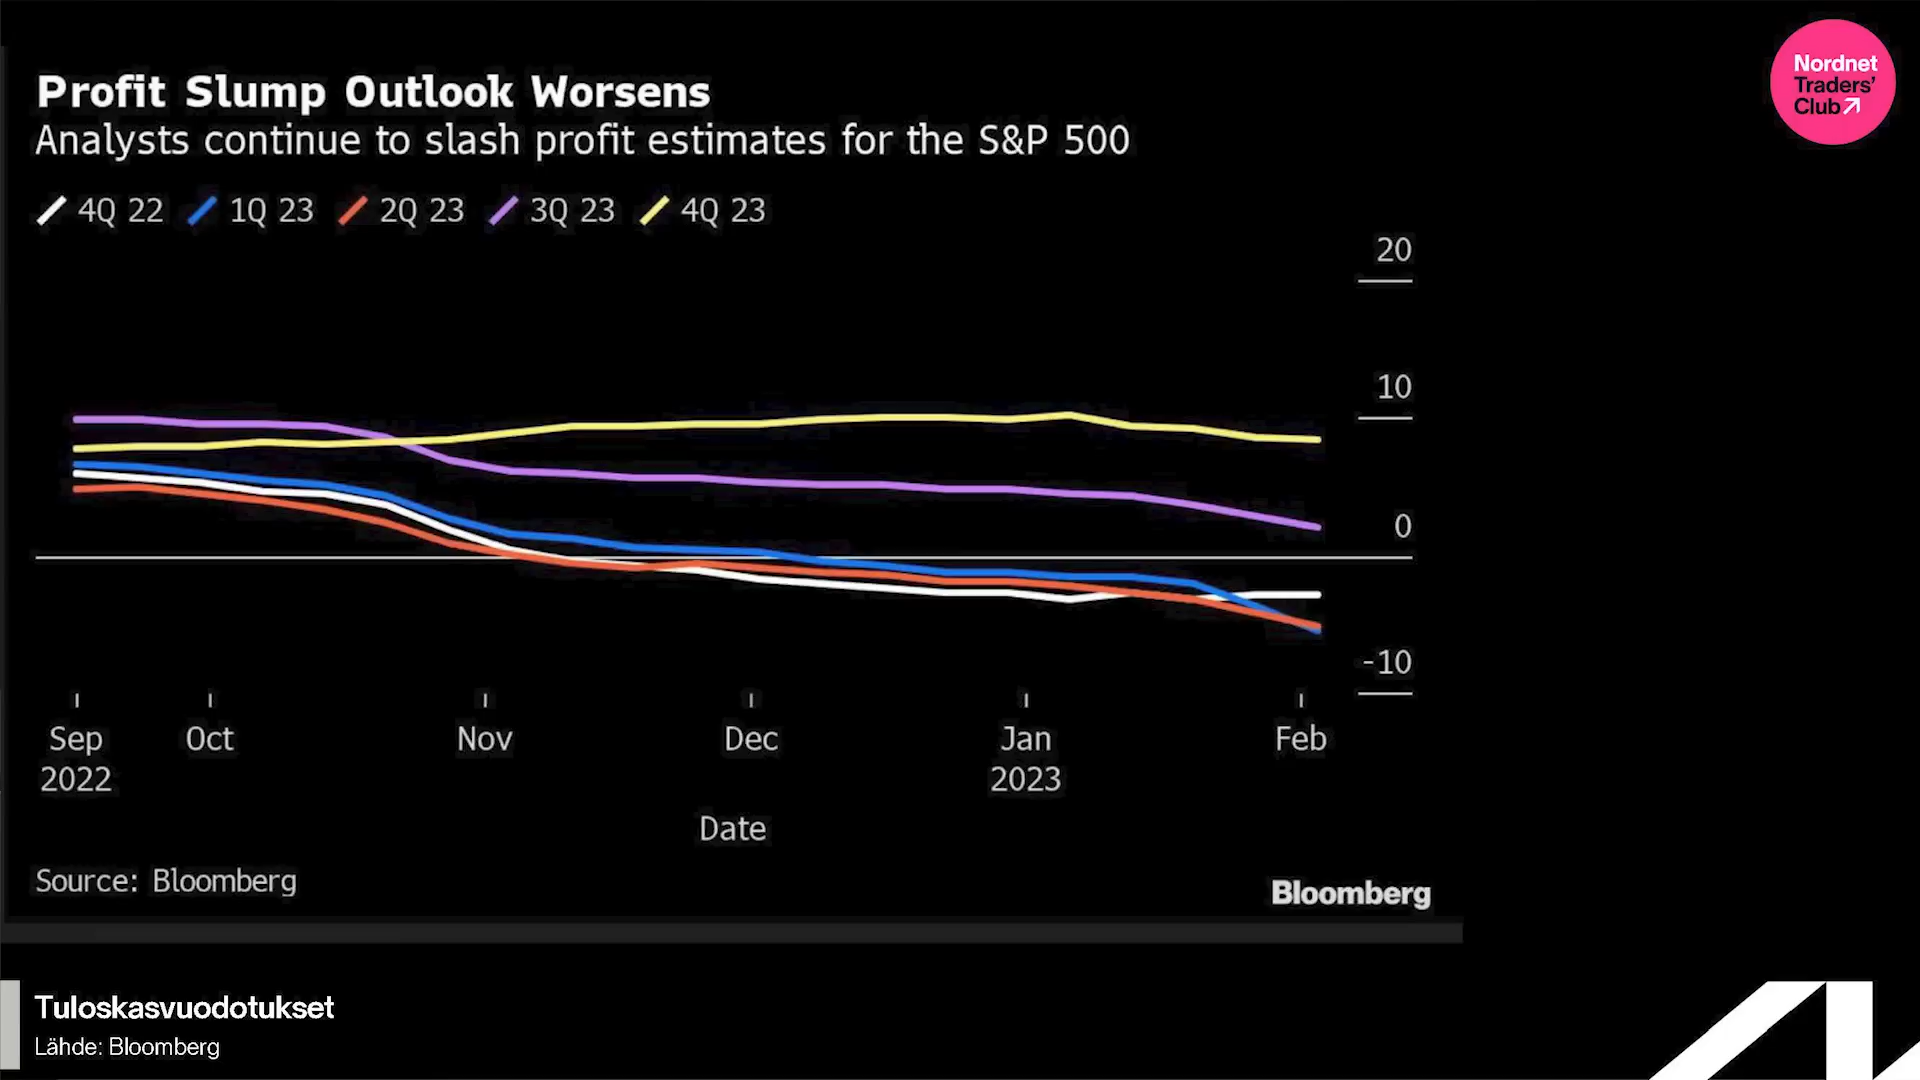 Profit Slump Outlook Worsens
Analysts continue to slash profit estimates for the S&P 500
4Q 22 1Q 23 2Q 23 3Q 23 4Q 23
Nordnet
Traders'
Club
20
10
0
-10
Sep Oct Nov Dec Jan Feb
2022 2023
Date
Source: Bloomberg
Bloomberg
Tuloskasvuodotukset
Lähde: Bloomberg